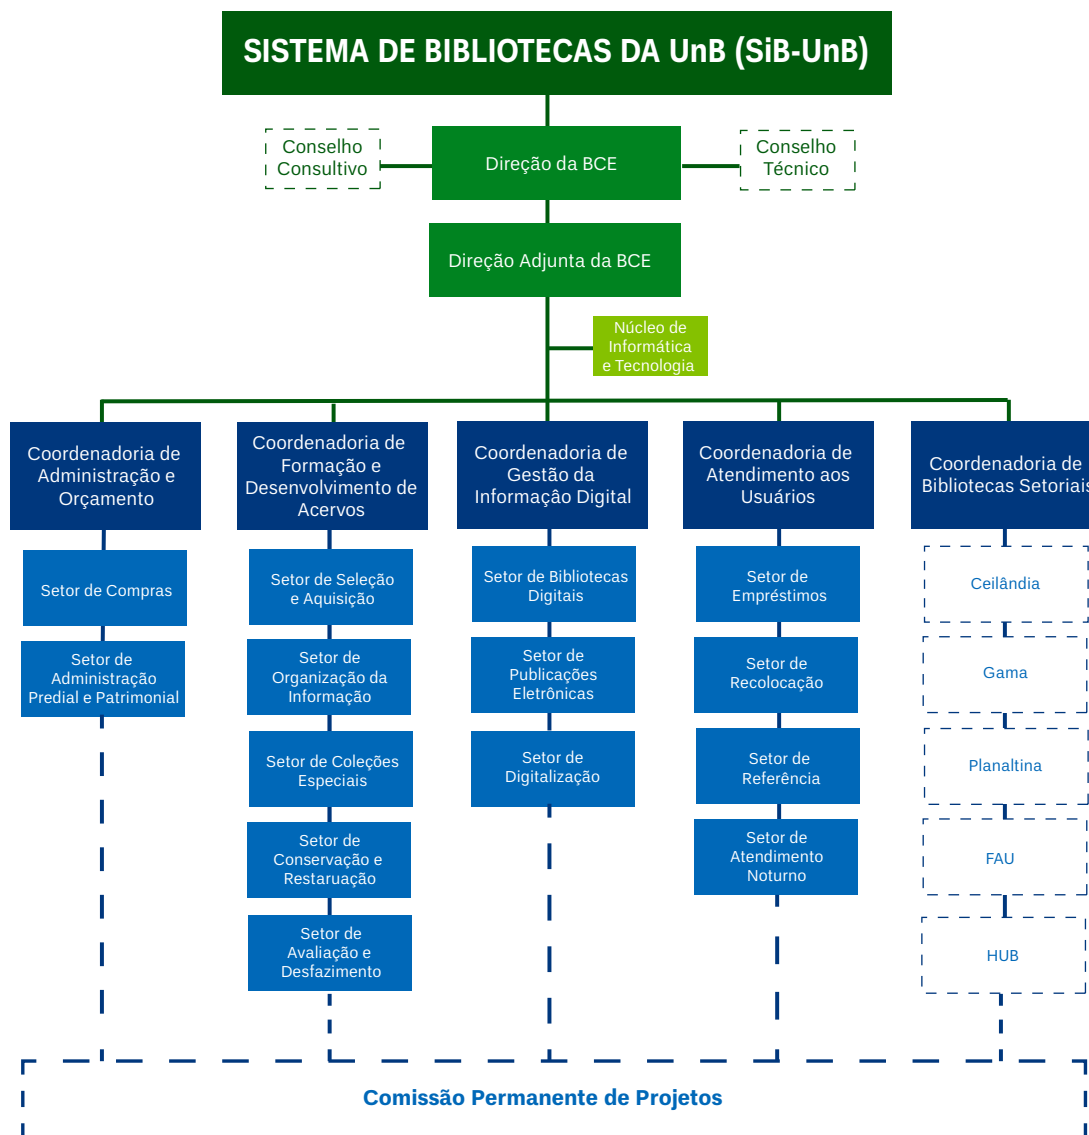 SISTEMA DE BIBLIOTECAS DA UnB (SiB-UnB)
Conselho
Consultivo
Direção da BCE
Conselho
Técnico
Direção Adjunta da BCE
Núcleo de
Informática
e Tecnologia
Coordenadoria de
Administração e
Orçamento
Setor de Compras
Setor de
Administração
Predial e Patrimonial
Coordenadoria de
Formação e
Desenvolvimento de
Acervos
Setor de Seleção
e Aquisição
Setor de
Organização da
Informação
Setor de Coleções
Especiais
Setor de
Conservação e
Restaruação
Setor de
Avaliação e
Desfazimento
Coordenadoria de
Gestão da
Informaçâo Digital
Setor de Bibliotecas
Digitais
Setor de
Publicações
Eletrônicas
Setor de
Digitalização
Coordenadoria de
Atendimento aos
Usuários
Setor de
Empréstimos
Setor de
Recolocação
Setor de
Referência
Setor de
Atendimento
Noturno
Coordenadoria de
Bibliotecas Setoriais
Ceilândia
Gama
Planaltina
FAU
HUB
Comissão Permanente de Projetos